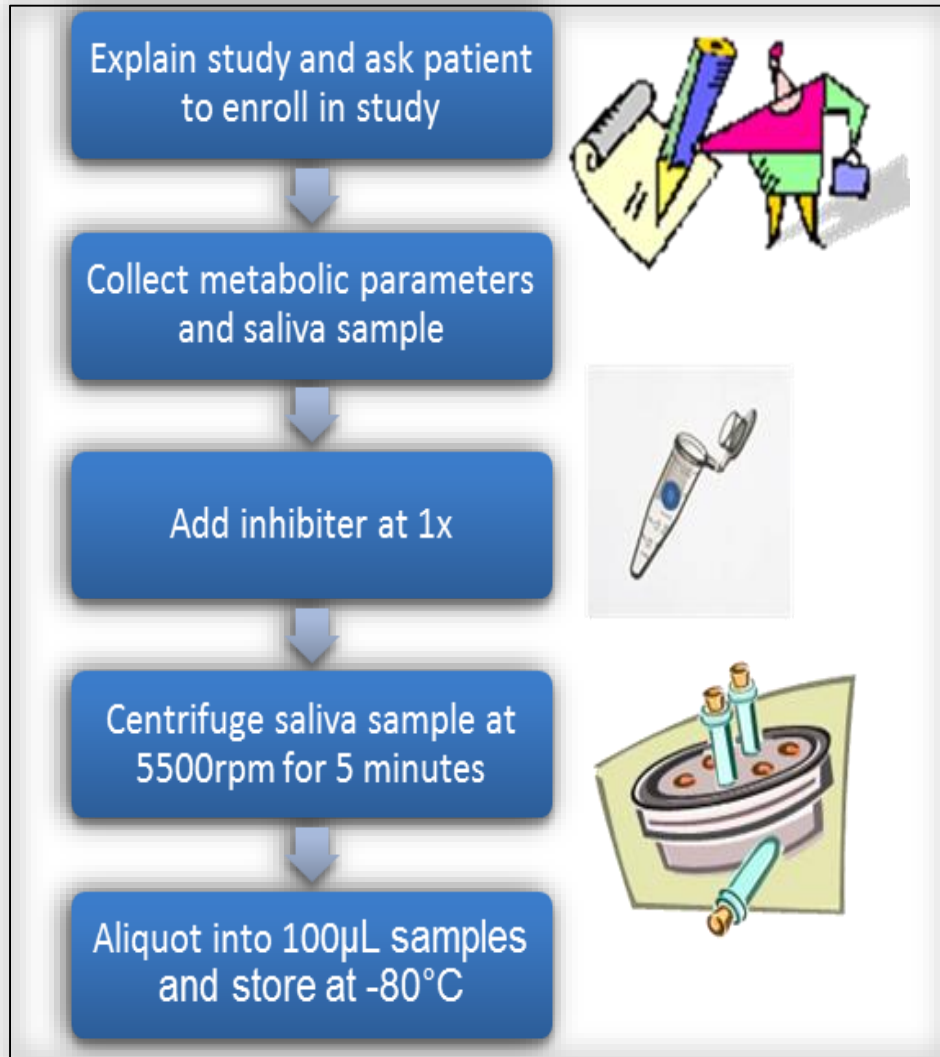 Explain study and ask patient
to enroll in study
Collect metabolic parameters
and saliva sample
Add inhibiter at 1x
Centrifuge saliva sample at
5500rpm for 5 minutes
Aliquot into 100µL samples
and store at -80°C